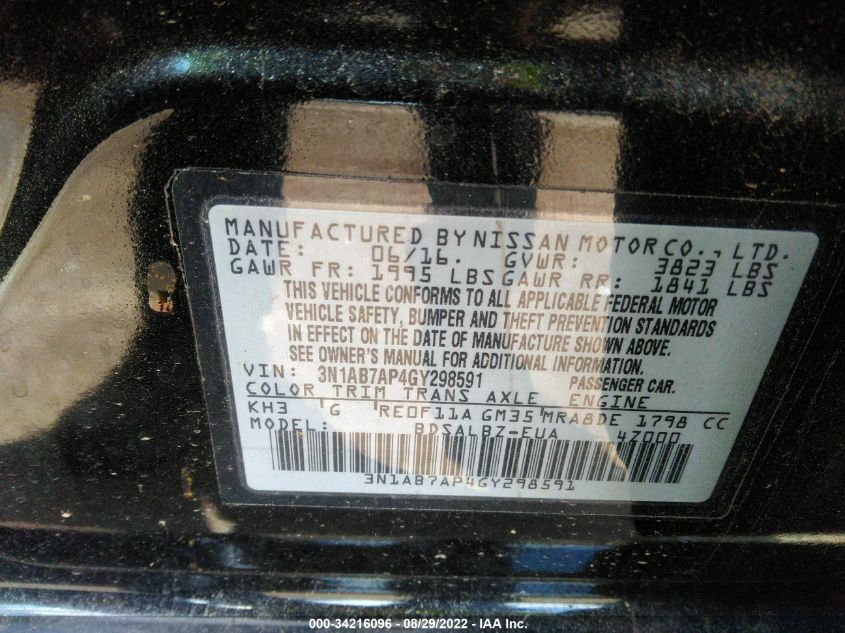 MANUFACTURED BY NISSAN MOTOR CO., LTD.
DATE: 06/16. GVWR: 3823 LBS
GAWR FR: 1995 LBS GAWR RR: 1841 LBS
THIS VEHICLE CONFORMS TO ALL APPLICABLE FEDERAL MOTOR
VEHICLE SAFETY, BUMPER AND THEFT PREVENTION STANDARDS
IN EFFECT ON THE DATE OF MANUFACTURE SHOWN ABOVE.
SEE OWNER'S MANUAL FOR ADDITIONAL INFORMATION.
VIN: 3N1AB7AP4GY298591 PASSENGER CAR.
COLOR TRIM TRANS AXLE ENGINE
KH3 G RE0F11A GM35 MRA8DE 1798 CC
MODEL: BDSALBZ-EUA 4Z000
3N1AB7AP4GY298591
000-34216096 - 08/29/2022 - IAA Inc.